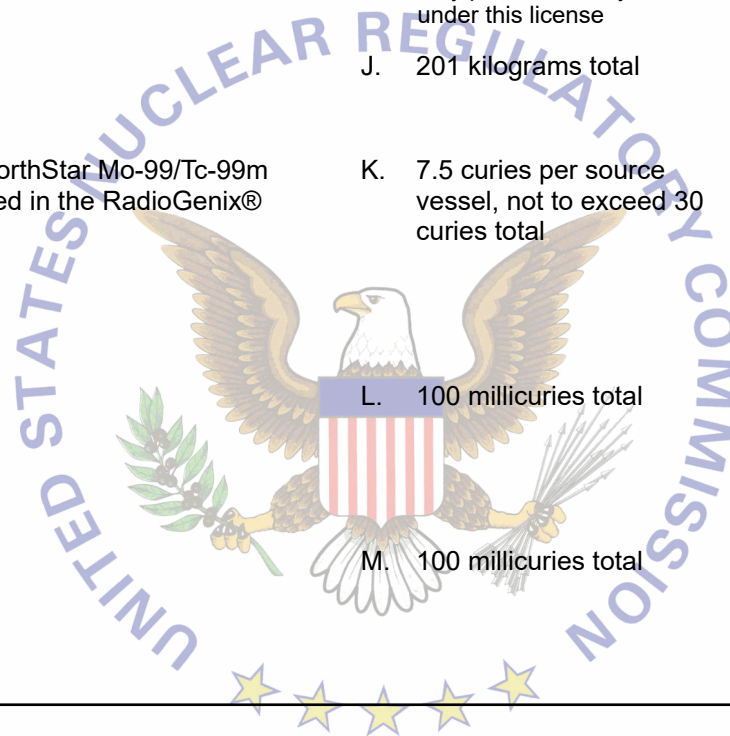 under this license
J. 201 kilograms total
orthStar Mo-99/Tc-99m
ed in the RadioGenix®
K. 7.5 curies per source
vessel, not to exceed 30
curies total
L. 100 millicuries total
M. 100 millicuries total
UNITED STATES NUCLEAR REGULATORY COMMISSION